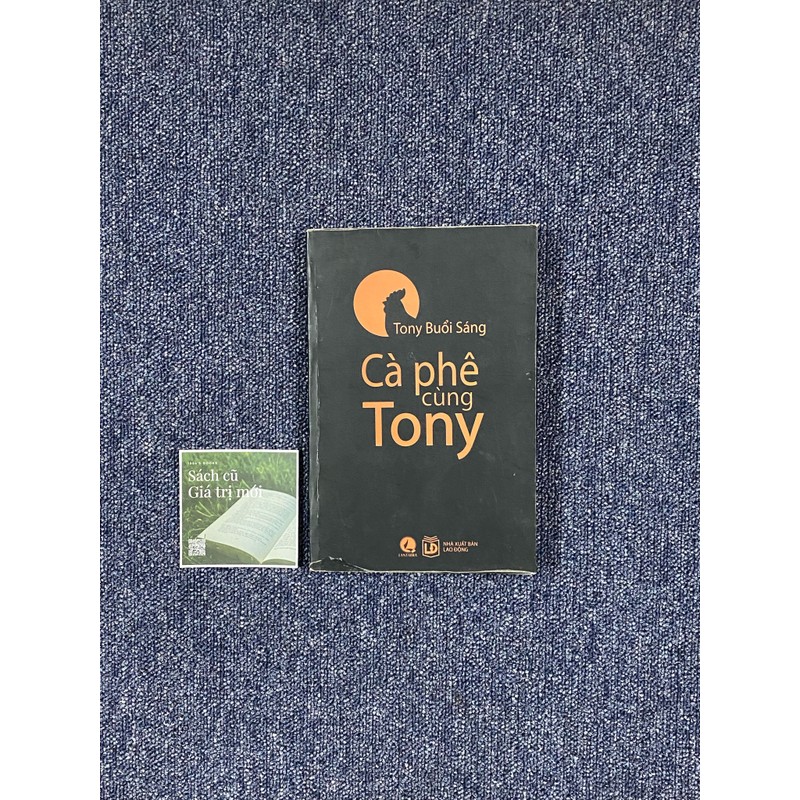 Tony Buổi Sáng
Cà phê
cùng
Tony
NHÀ XUẤT BẢN
LAO ĐỘNG
Sách cũ
Giá trị mới